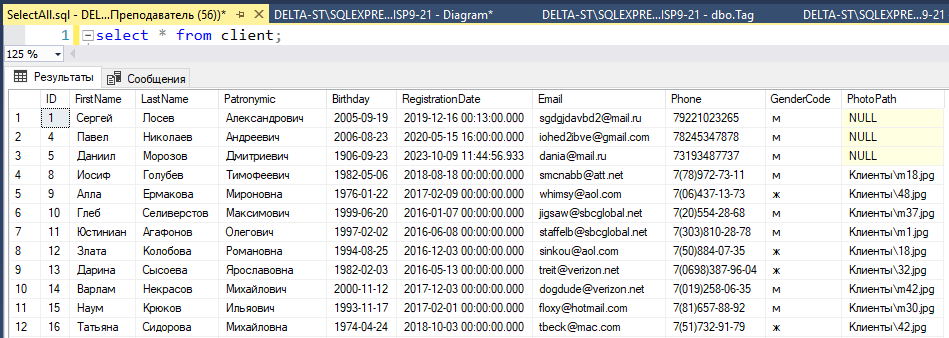 SelectAll.sql - DEL...Преподаватель (56))* DELTA-ST\SQLEXPRE...ISP9-21 - Diagram* DELTA-ST\SQLEXPRE...ISP9-21 - dbo.Tag DELTA-ST\SQLEXPRE...9-21
1 select * from client;
125 %
Результаты Сообщения
ID FirstName LastName Patronymic Birthday RegistrationDate Email Phone GenderCode PhotoPath
1 1 Сергей Лосев Александрович 2005-09-19 2019-12-16 00:13:00.000 sgdgjdavbd2@mail.ru 79221023265 м NULL
2 4 Павел Николаев Андреевич 2006-08-23 2020-05-15 16:00:00.000 iohed2ibve@gmail.com 78245347878 м NULL
3 5 Даниил Морозов Дмитриевич 1906-09-23 2023-10-09 11:44:56.933 dania@mail.ru 73193487737 м NULL
4 8 Иосиф Голубев Тимофеевич 1982-05-06 2018-08-18 00:00:00.000 smcnabb@att.net 7(78)972-73-11 м Клиенты\m18.jpg
5 9 Алла Ермакова Мироновна 1976-01-22 2017-02-09 00:00:00.000 whimsy@aol.com 7(06)437-13-73 ж Клиенты\48.jpg
6 10 Глеб Селиверстов Максимович 1999-06-20 2016-01-07 00:00:00.000 jigsaw@sbcglobal.net 7(20)554-28-68 м Клиенты\m37.jpg
7 11 Юстиниан Агафонов Олегович 1997-02-02 2016-06-08 00:00:00.000 staffelb@sbcglobal.net 7(303)810-28-78 м Клиенты\m1.jpg
8 12 Злата Колобова Романовна 1994-08-25 2016-12-03 00:00:00.000 sinkou@aol.com 7(50)884-07-35 ж Клиенты\18.jpg
9 13 Дарина Сысоева Ярославовна 1982-02-03 2016-05-13 00:00:00.000 treit@verizon.net 7(0698)387-96-04 ж Клиенты\32.jpg
10 14 Варлам Некрасов Михайлович 2000-11-12 2017-12-03 00:00:00.000 dogdude@verizon.net 7(019)258-06-35 м Клиенты\m42.jpg
11 15 Наум Крюков Ильякович 1993-11-17 2017-02-01 00:00:00.000 floxy@hotmail.com 7(81)657-88-92 м Клиенты\m30.jpg
12 16 Татьяна Сидорова Михайловна 1974-04-24 2018-10-03 00:00:00.000 tbeck@mac.com 7(51)732-91-79 ж Клиенты\42.jpg